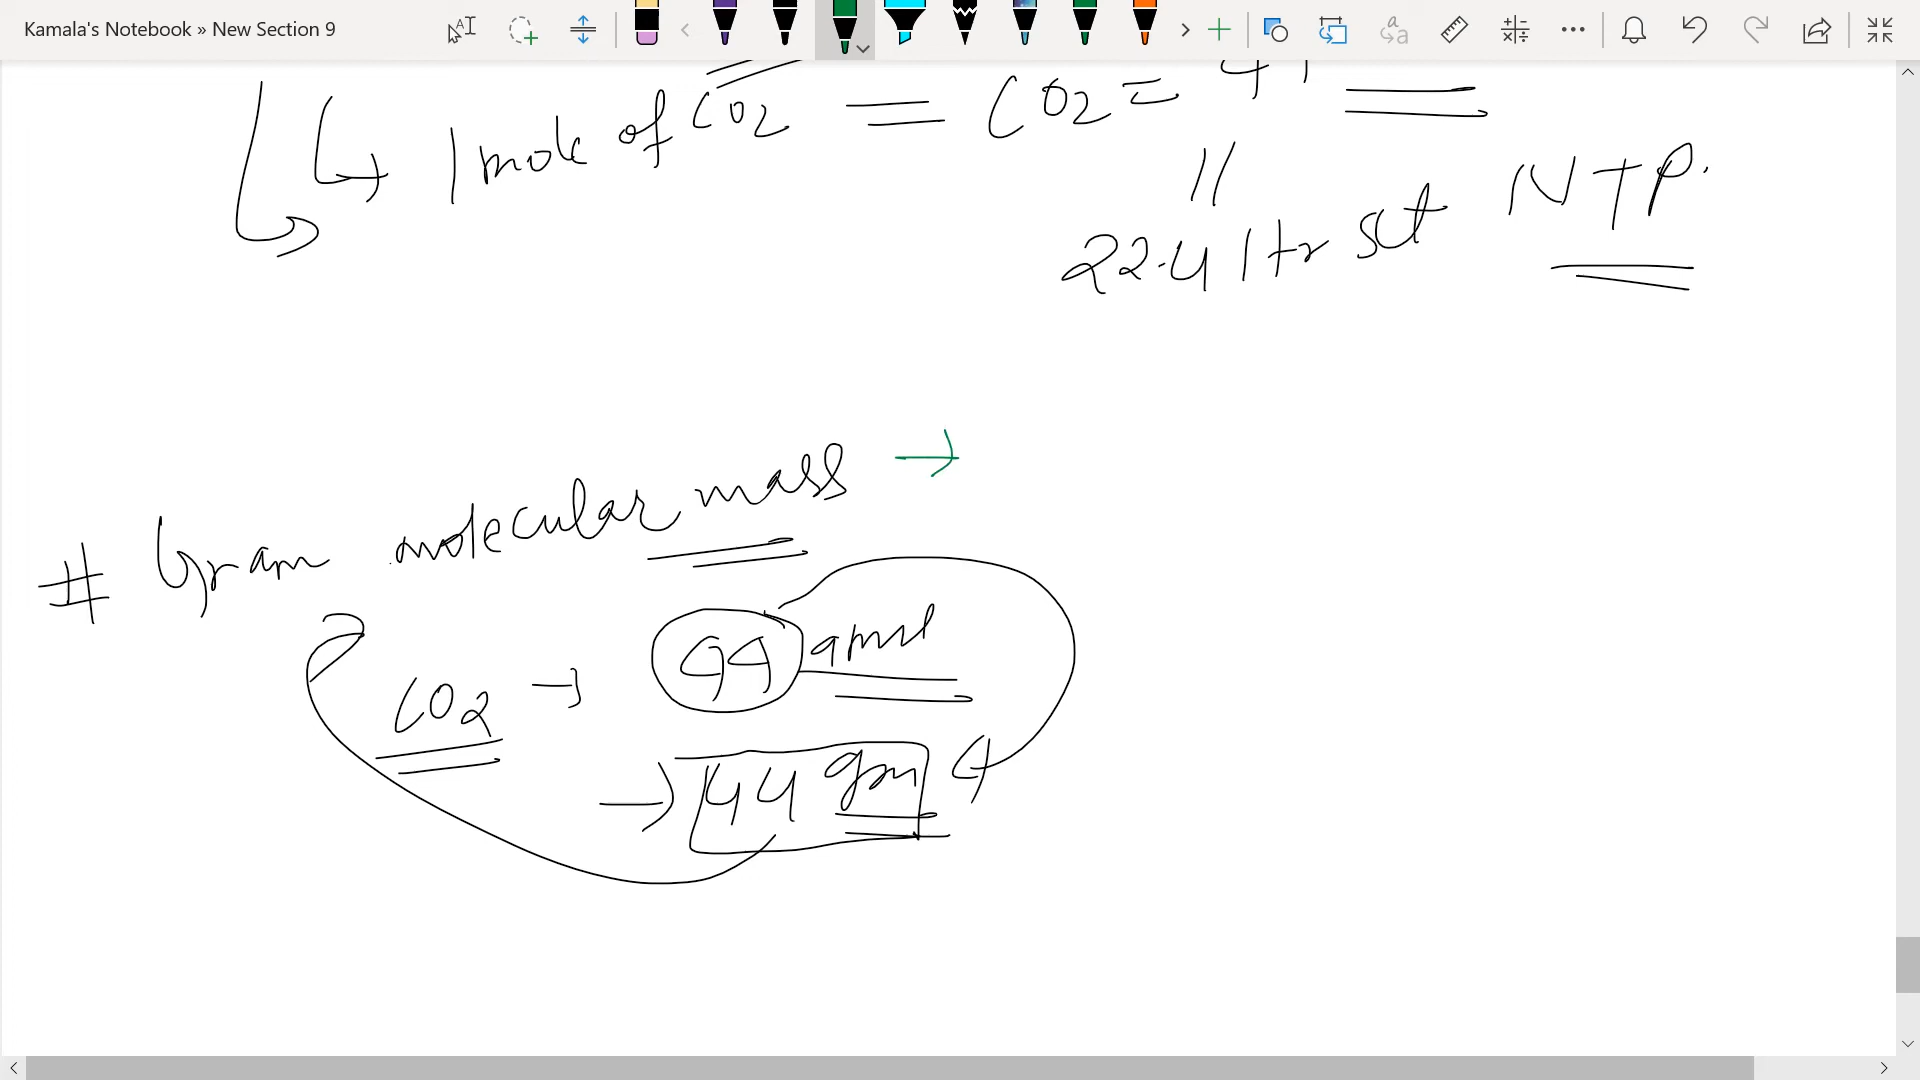 Kamala's Notebook » New Section 9
1 mole of CO2 = CO2 =
22.4 ltr at NTP.
# Gram molecular mass →
CO2 → 44 amu
→ 44 gm